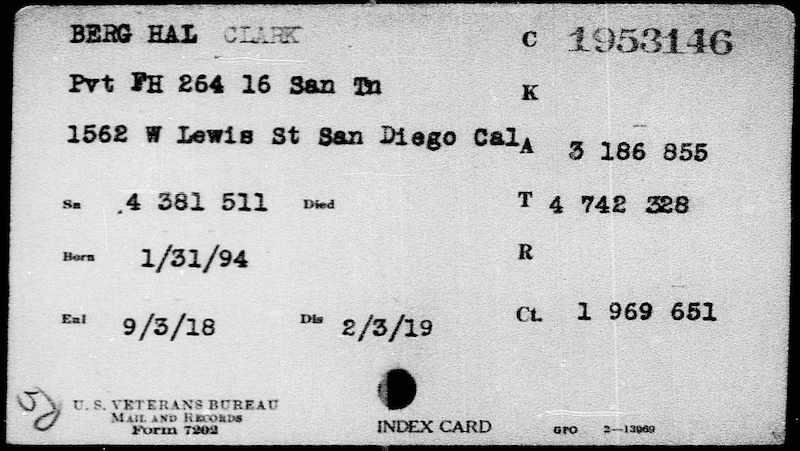 BERG HAL CLARK C 1953146
Pvt FH 264 16 San Tn K
1562 W Lewis St San Diego Cal A 3 186 855
Sn 4 381 511 Died T 4 742 328
Born 1/31/94 R
Enl 9/3/18 Dis 2/3/19 Ct. 1 969 651
U. S. VETERANS BUREAU
MAIL AND RECORDS
Form 7202
INDEX CARD
GPO 2—13969